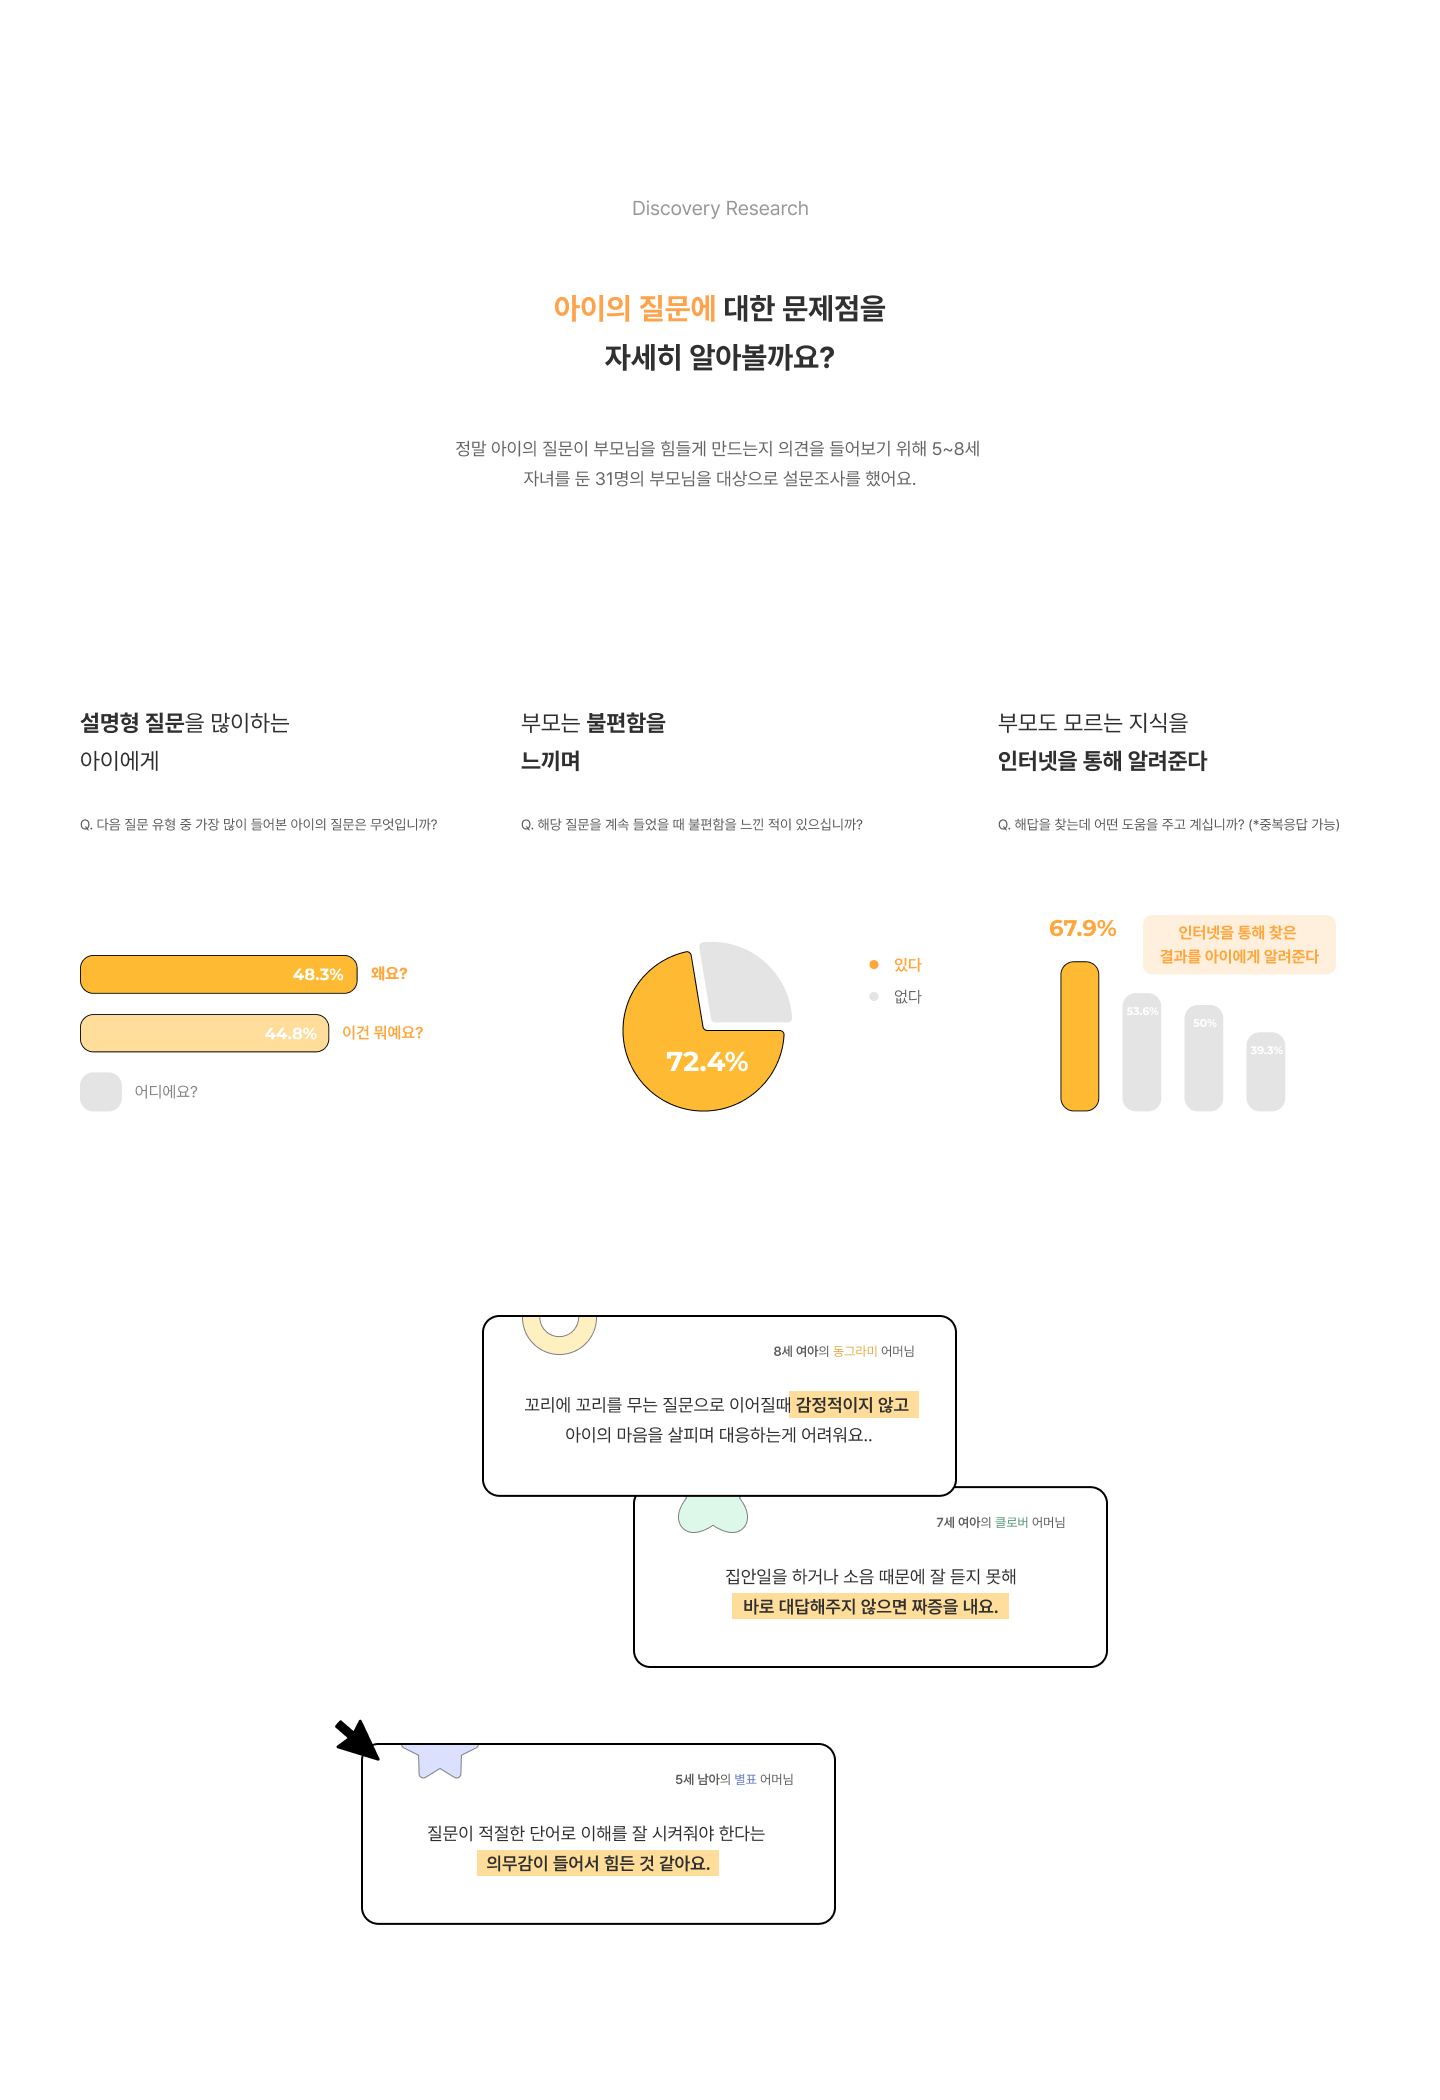 Discovery Research
아이의 질문에 대한 문제점을
자세히 알아볼까요?
정말 아이의 질문이 부모님을 힘들게 만드는지 의견을 들어보기 위해 5~8세
자녀를 둔 31명의 부모님을 대상으로 설문조사를 했어요.
설명형 질문을 많이하는
아이에게
Q. 다음 질문 유형 중 가장 많이 들어본 아이의 질문은 무엇입니까?
48.3% 왜요?
44.8% 이건 뭐예요?
어디에요?
부모는 불편함을
느끼며
Q. 해당 질문을 계속 들었을 때 불편함을 느낀 적이 있으십니까?
72.4%
있다
없다
부모도 모르는 지식을
인터넷을 통해 알려준다
Q. 해답을 찾는데 어떤 도움을 주고 계십니까? (*중복응답 가능)
67.9%
인터넷을 통해 찾은
결과를 아이에게 알려준다
53.6%
50%
39.3%
8세 여아의 동그라미 어머님
꼬리에 꼬리를 무는 질문으로 이어질때 감정적이지 않고
아이의 마음을 살피며 대응하는게 어려워요..
7세 여아의 클로버 어머님
집안일을 하거나 소음 때문에 잘 듣지 못해
바로 대답해주지 않으면 짜증을 내요.
5세 남아의 별표 어머님
질문이 적절한 단어로 이해를 잘 시켜줘야 한다는
의무감이 들어서 힘든 것 같아요.